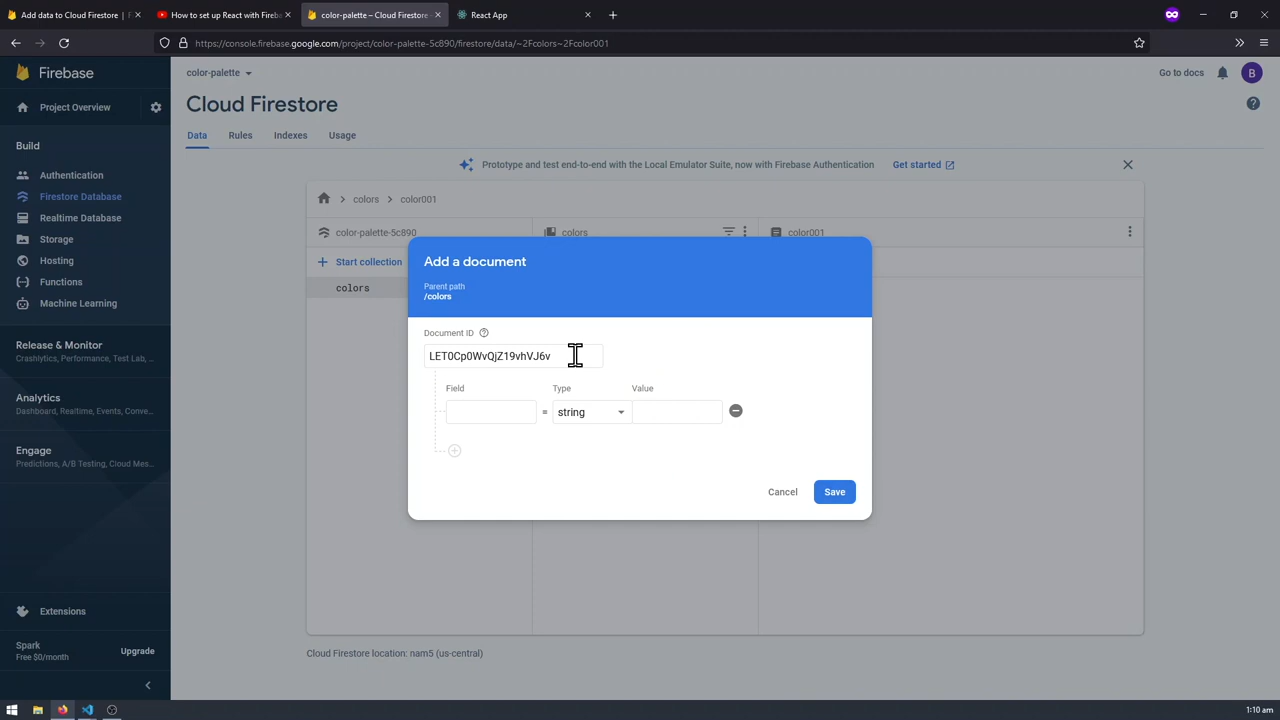 Add data to Cloud Firestore | F
How to set up React with Fireba
color-palette – Cloud Firestore
React App
https://console.firebase.google.com/project/color-palette-5c890/firestore/data/~2Fcolors~2Fcolor001
Firebase
color-palette
Go to docs
B
Project Overview
Cloud Firestore
Data
Rules
Indexes
Usage
Build
Prototype and test end-to-end with the Local Emulator Suite, now with Firebase Authentication
Get started
Authentication
Firestore Database
Realtime Database
Storage
Hosting
Functions
Machine Learning
colors
color001
color-palette-5c890
colors
color001
Start collection
colors
Add a document
Parent path
/colors
Document ID
LET0Cp0WvQjZ19vhVJ6v
Field
Type
Value
=
string
Cancel
Save
Release & Monitor
Crashlytics, Performance, Test Lab, ...
Analytics
Dashboard, Realtime, Events, Conve...
Engage
Predictions, A/B Testing, Cloud Mes...
Extensions
Spark
Free $0/month
Upgrade
Cloud Firestore location: nam5 (us-central)
1:10 am